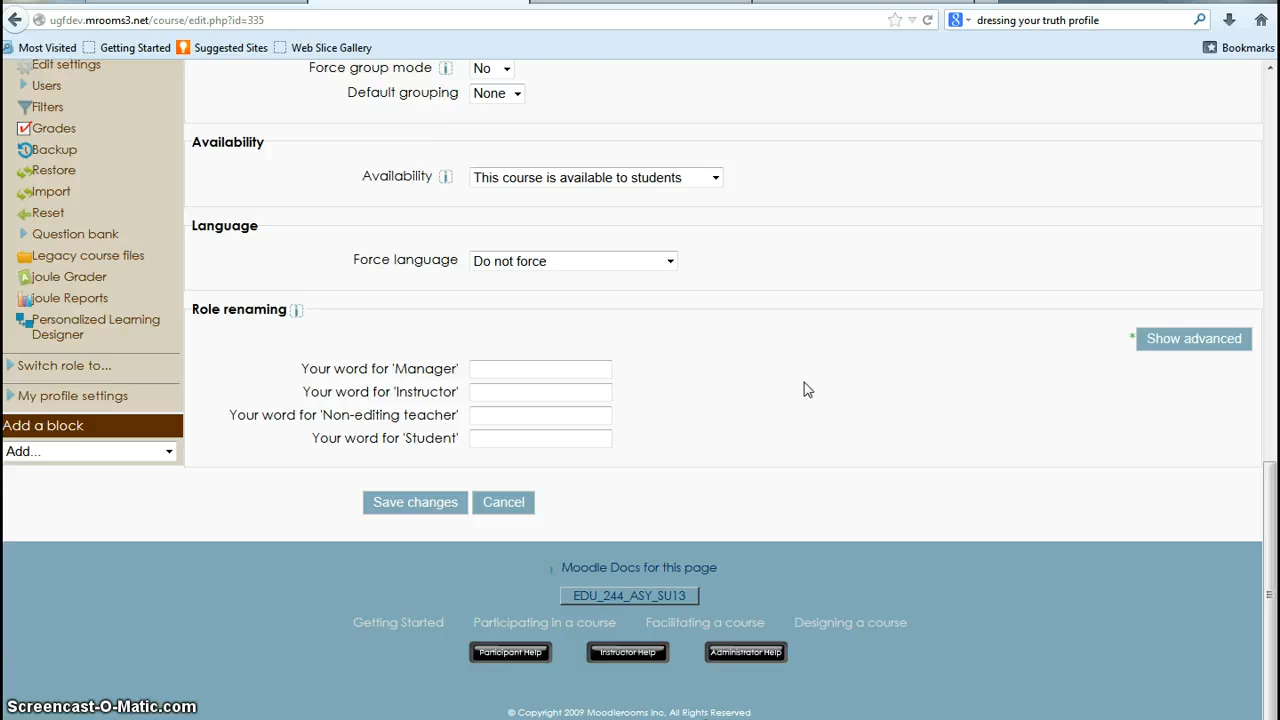 ugfdev.mrooms3.net/course/edit.php?id=335
dressing your truth profile
Most Visited
Getting Started
Suggested Sites
Web Slice Gallery
Bookmarks
Edit settings
Users
Filters
Grades
Backup
Restore
Import
Reset
Question bank
Legacy course files
joule Grader
joule Reports
Personalized Learning
Designer
Switch role to...
My profile settings
Add a block
Add...
Force group mode No
Default grouping None
Availability
Availability This course is available to students
Language
Force language Do not force
Role renaming
* Show advanced
Your word for 'Manager'
Your word for 'Instructor'
Your word for 'Non-editing teacher'
Your word for 'Student'
Save changes Cancel
Moodle Docs for this page
EDU_244_ASY_SU13
Getting Started Participating in a course Facilitating a course Designing a course
Participant Help Instructor Help Administrator Help
Screencast-O-Matic.com
© Copyright 2009 Moodlerooms Inc, All Rights Reserved